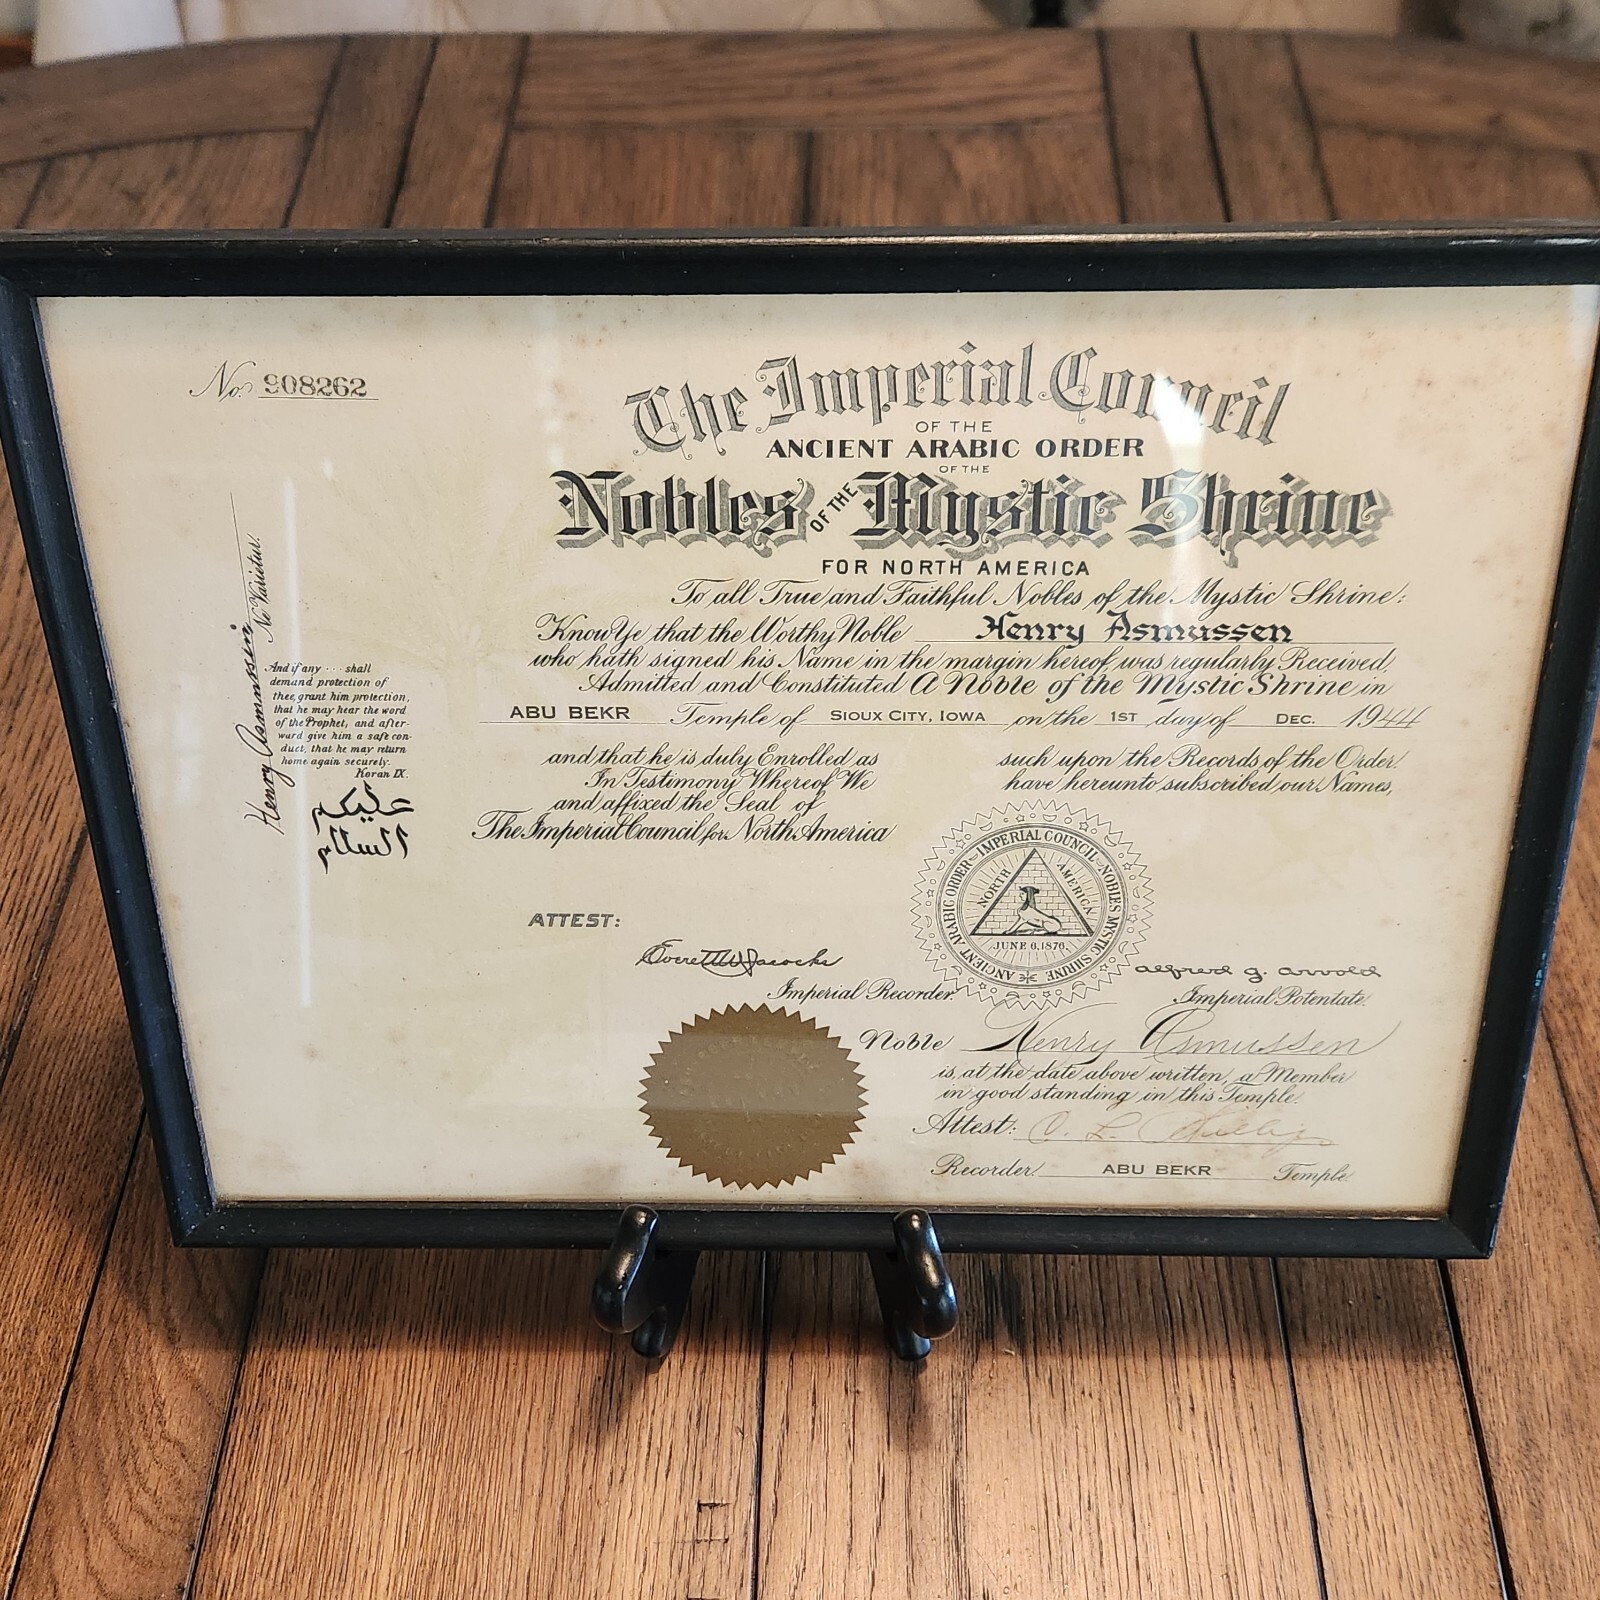 No. 908262
The Imperial Council
OF THE
ANCIENT ARABIC ORDER
OF THE
Nobles OF THE Mystic Shrine
FOR NORTH AMERICA
To all True and Faithful Nobles of the Mystic Shrine:
Know Ye that the Worthy Noble Henry Asmussen
who hath signed his Name in the margin hereof, was regularly Received,
Admitted and Constituted A Noble of the Mystic Shrine in
ABU BEKR Temple of SIOUX CITY, IOWA on the 1ST day of DEC. 1944
and that he is duly Enrolled as such upon the Records of the Order.
In Testimony Whereof We have hereunto subscribed our Names,
and affixed the Seal of
The Imperial Council for North America
Henry Asmussen
Ne Varietur.
And if any ... shall
demand protection of
thee, grant him protection,
that he may hear the word
of the Prophet, and after-
ward give him a safe con-
duct, that he may return
home again securely.
Koran IX.
عليكم
السلام
IMPERIAL COUNCIL NOBLES MYSTIC SHRINE
ANCIENT ARABIC ORDER
NORTH AMERICA
JUNE 6, 1876.
ATTEST:
Imperial Recorder.
Alfred G. Arvold
Imperial Potentate.
Noble Henry Asmussen
is, at the date above written, a Member
in good standing in this Temple.
Attest: C. L.
Recorder ABU BEKR Temple.